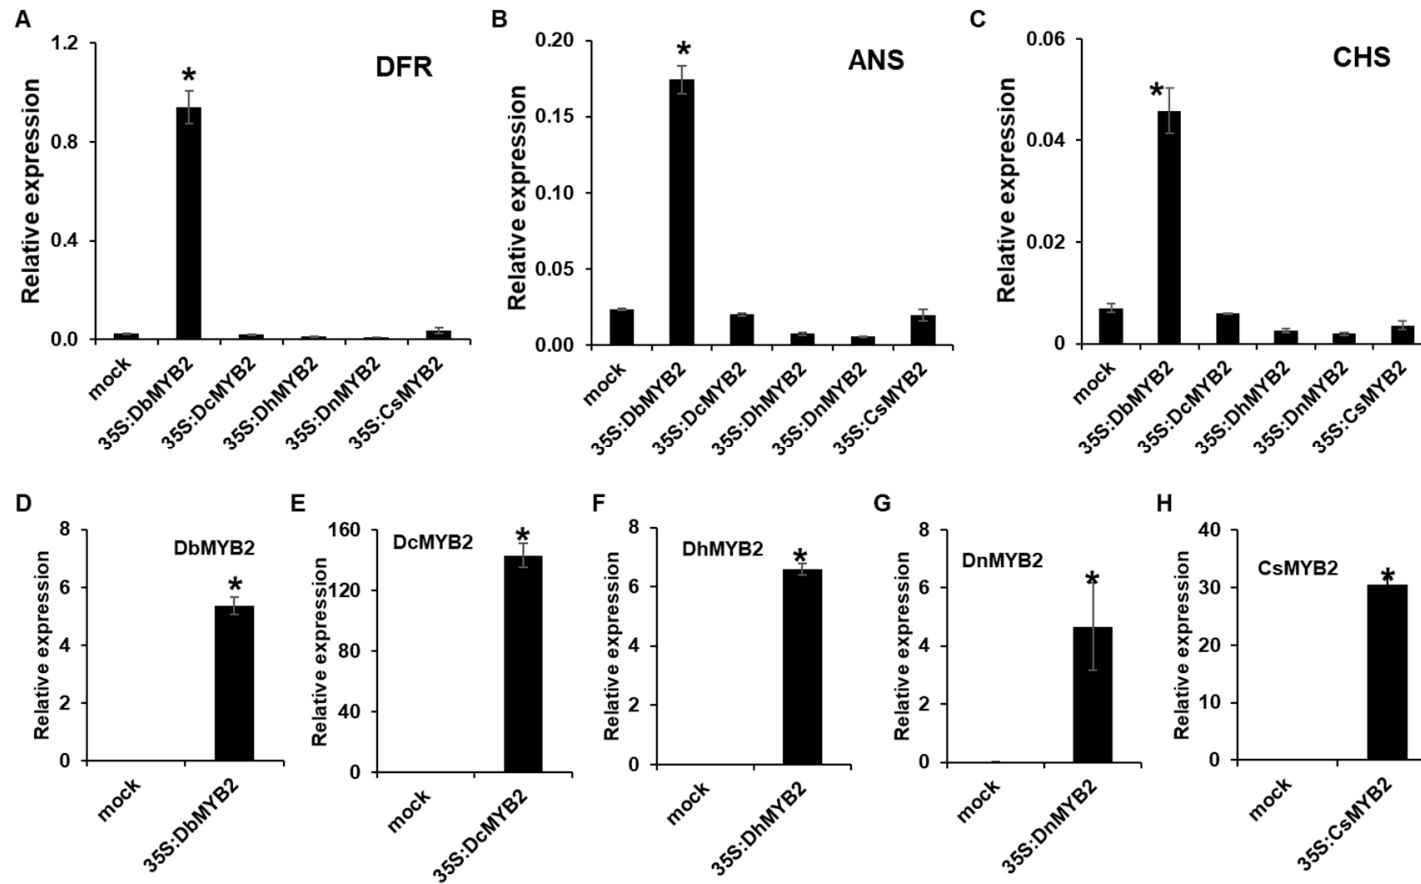 A
DFR
Relative expression
1.2
0.8
0.4
0.0
*
mock
35S:DbMYB2
35S:DcMYB2
35S:DhMYB2
35S:DnMYB2
35S:CsMYB2
B
ANS
Relative expression
0.20
0.15
0.10
0.05
0.00
*
mock
35S:DbMYB2
35S:DcMYB2
35S:DhMYB2
35S:DnMYB2
35S:CsMYB2
C
CHS
Relative expression
0.06
0.04
0.02
0
*
mock
35S:DbMYB2
35S:DcMYB2
35S:DhMYB2
35S:DnMYB2
35S:CsMYB2
D
DbMYB2
Relative expression
8
6
4
2
0
*
mock
35S:DbMYB2
E
DcMYB2
Relative expression
160
120
80
40
0
*
mock
35S:DcMYB2
F
DhMYB2
Relative expression
8
6
4
2
0
*
mock
35S:DhMYB2
G
DnMYB2
Relative expression
8
6
4
2
0
*
mock
35S:DnMYB2
H
CsMYB2
Relative expression
40
30
20
10
0
*
mock
35S:CsMYB2